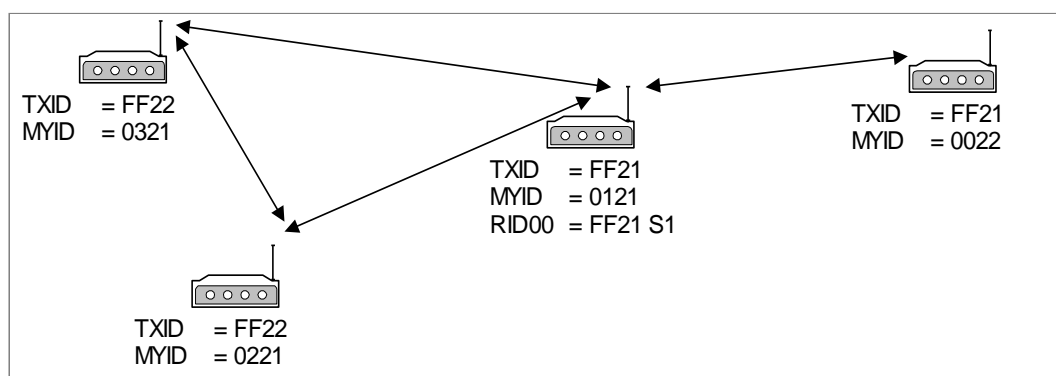 TXID = FF22
MYID = 0321
TXID = FF21
MYID = 0022
TXID = FF21
MYID = 0121
RID00 = FF21 S1
TXID = FF22
MYID = 0221